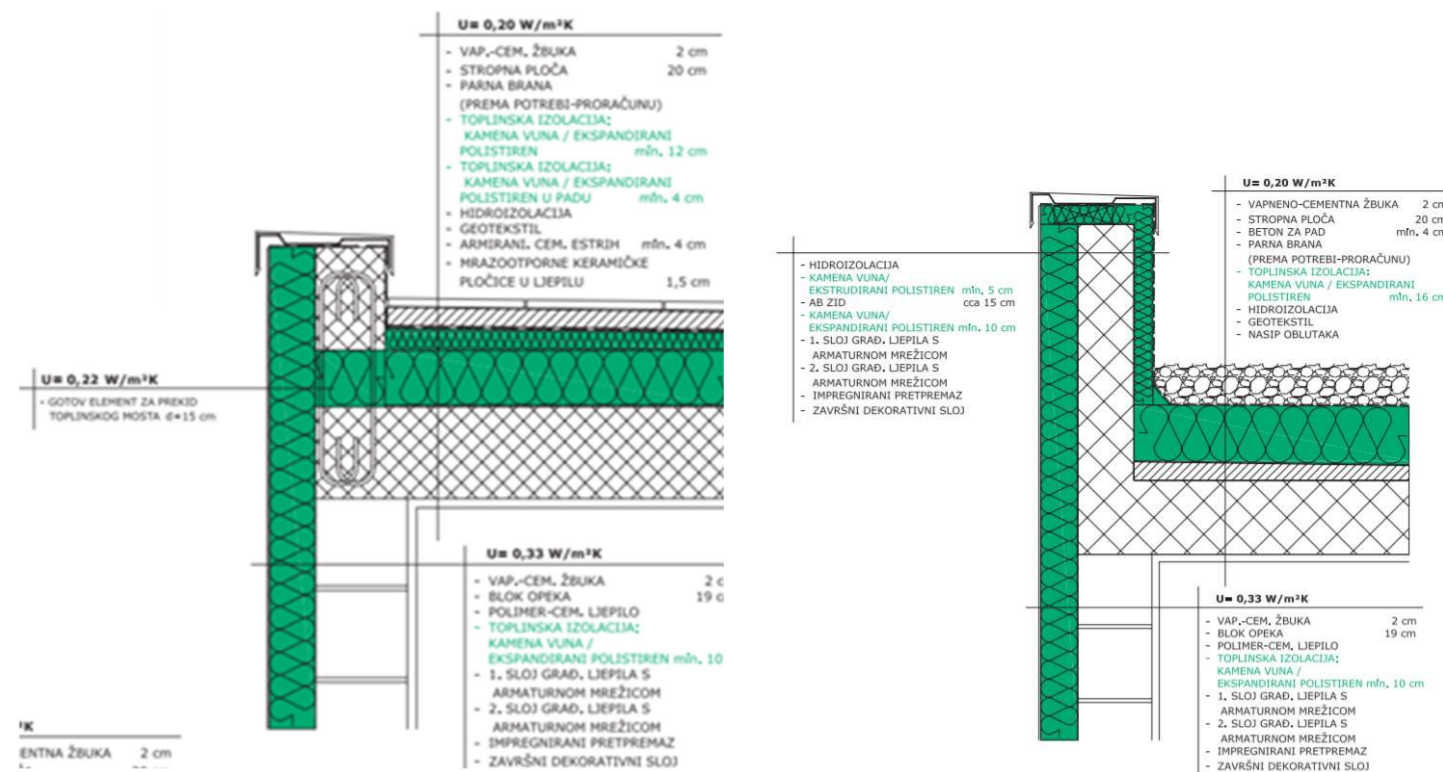 U= 0,20 W/m²K
- VAP.-CEM. ŽBUKA 2 cm
- STROPNA PLOČA 20 cm
- PARNA BRANA
(PREMA POTREBI-PRORAČUNU)
- TOPLINSKA IZOLACIJA:
KAMENA VUNA / EKSPANDIRANI
POLISTIREN min. 12 cm
- TOPLINSKA IZOLACIJA:
KAMENA VUNA / EKSPANDIRANI
POLISTIREN U PADU min. 4 cm
- HIDROIZOLACIJA
- GEOTEKSTIL
- ARMIRANI. CEM. ESTRIH min. 4 cm
- MRAZOOTPORNE KERAMIČKE
PLOČICE U LJEPILU 1,5 cm
U= 0,22 W/m²K
- GOTOV ELEMENT ZA PREKID
TOPLINSKOG MOSTA d=15 cm
U= 0,33 W/m²K
- VAP.-CEM. ŽBUKA 2 c
- BLOK OPEKA 19 c
- POLIMER-CEM. LJEPILO
- TOPLINSKA IZOLACIJA:
KAMENA VUNA /
EKSPANDIRANI POLISTIREN min. 10
- 1. SLOJ GRAĐ. LJEPILA S
ARMATURNOM MREŽICOM
- 2. SLOJ GRAĐ. LJEPILA S
ARMATURNOM MREŽICOM
- IMPREGNIRANI PRETPREMAZ
- ZAVRŠNI DEKORATIVNI SLOJ
²K
ENTNA ŽBUKA 2 cm
U= 0,20 W/m²K
- VAPNENO-CEMENTNA ŽBUKA 2 cm
- STROPNA PLOČA 20 cm
- BETON ZA PAD min. 4 cm
- PARNA BRANA
(PREMA POTREBI-PRORAČUNU)
- TOPLINSKA IZOLACIJA:
KAMENA VUNA / EKSPANDIRANI
POLISTIREN min. 16 cm
- HIDROIZOLACIJA
- GEOTEKSTIL
- NASIP OBLUTAKA
- HIDROIZOLACIJA
- KAMENA VUNA/
EKSTRUDIRANI POLISTIREN min. 5 cm
- AB ZID cca 15 cm
- KAMENA VUNA/
EKSPANDIRANI POLISTIREN min. 10 cm
- 1. SLOJ GRAĐ. LJEPILA S
ARMATURNOM MREŽICOM
- 2. SLOJ GRAĐ. LJEPILA S
ARMATURNOM MREŽICOM
- IMPREGNIRANI PRETPREMAZ
- ZAVRŠNI DEKORATIVNI SLOJ
U= 0,33 W/m²K
- VAP.-CEM. ŽBUKA 2 cm
- BLOK OPEKA 19 cm
- POLIMER-CEM. LJEPILO
- TOPLINSKA IZOLACIJA:
KAMENA VUNA /
EKSPANDIRANI POLISTIREN min. 10 cm
- 1. SLOJ GRAĐ. LJEPILA S
ARMATURNOM MREŽICOM
- 2. SLOJ GRAĐ. LJEPILA S
ARMATURNOM MREŽICOM
- IMPREGNIRANI PRETPREMAZ
- ZAVRŠNI DEKORATIVNI SLOJ